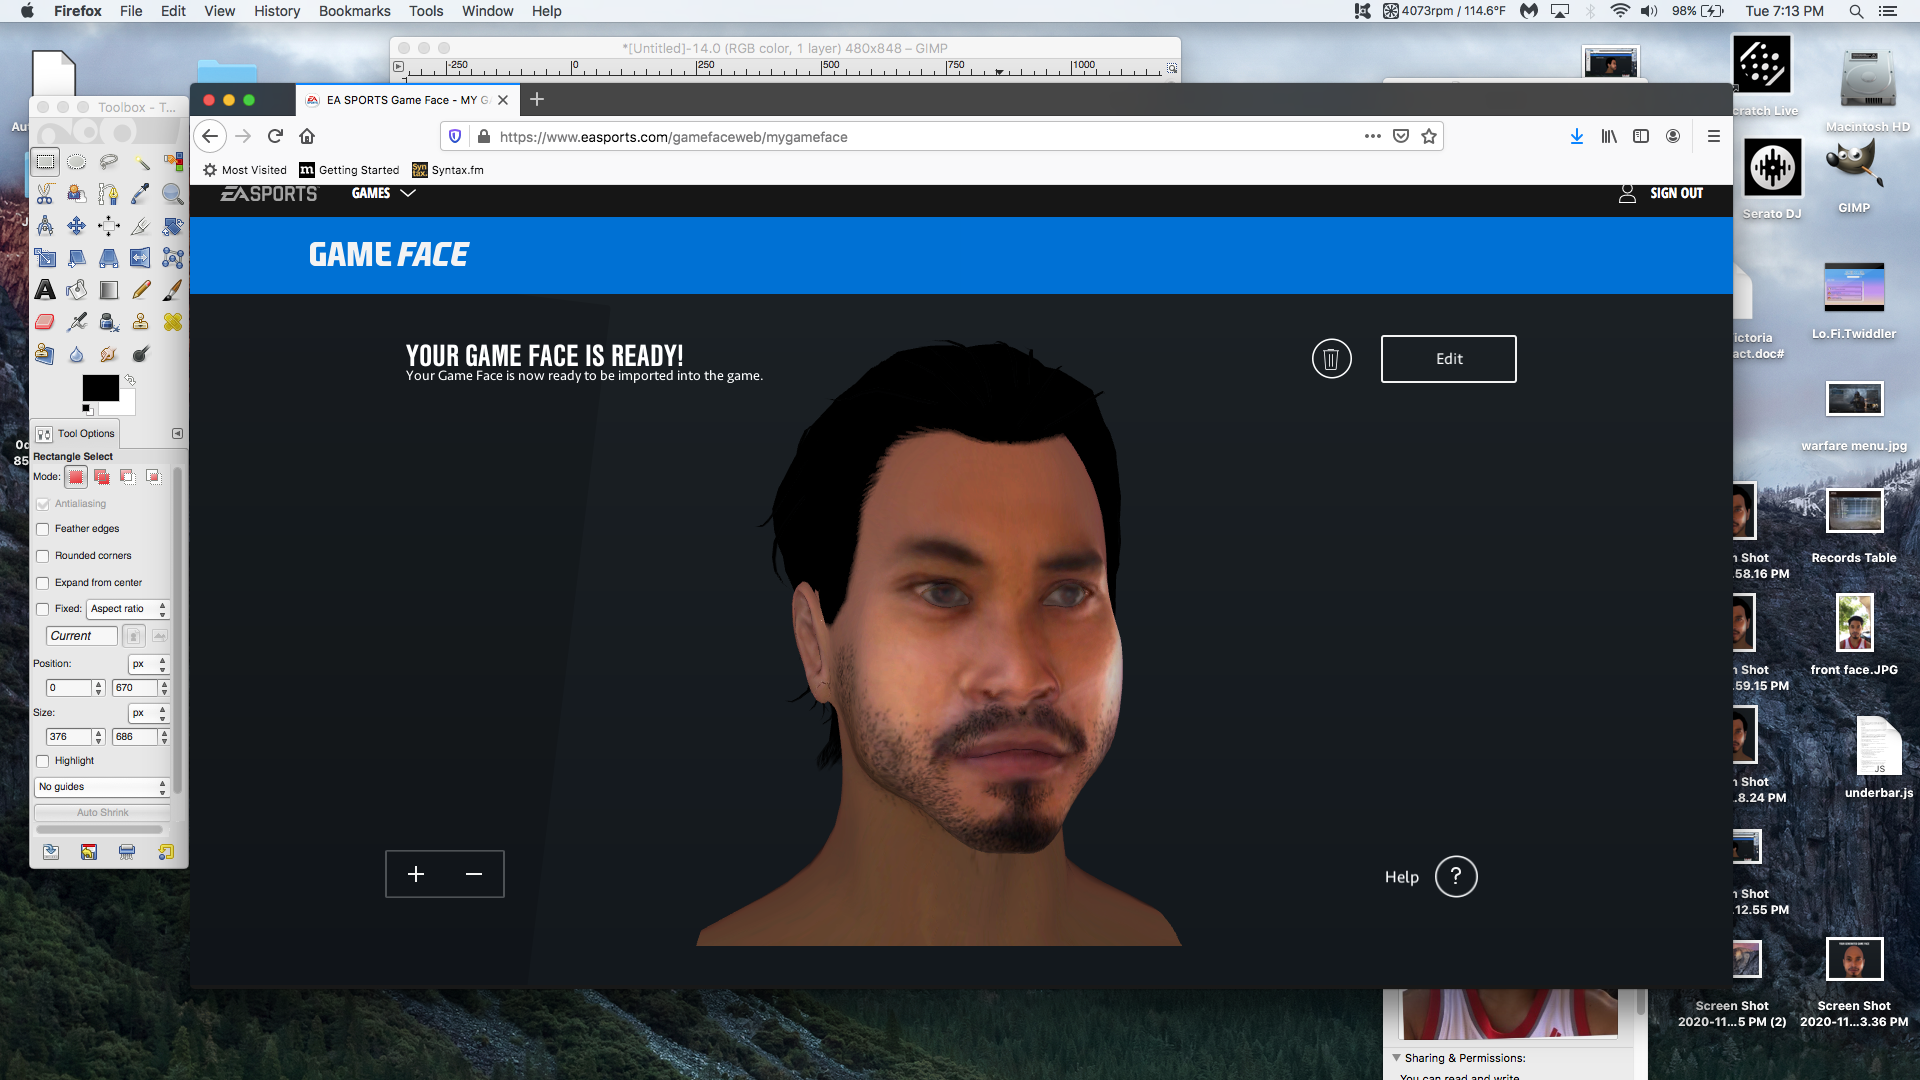 Firefox File Edit View History Bookmarks Tools Window Help
4073rpm / 114.6°F 98% Tue 7:13 PM
*[Untitled]-14.0 (RGB color, 1 layer) 480x848 – GIMP
-250 0 250 500 750 1000
Toolbox - T...
EA SPORTS Game Face - MY G
https://www.easports.com/gamefaceweb/mygameface
Most Visited Getting Started Syntax.fm
EA SPORTS GAMES SIGN OUT
GAME FACE
YOUR GAME FACE IS READY!
Your Game Face is now ready to be imported into the game.
Edit
Help ?
Tool Options
Rectangle Select
Mode:
Antialiasing
Feather edges
Rounded corners
Expand from center
Fixed: Aspect ratio
Current
Position: px
0 670
Size: px
376 686
Highlight
No guides
Auto Shrink
cratch Live
Macintosh HD
Serato DJ
GIMP
Lo.Fi.Twiddler
ictoria
act.doc#
warfare menu.jpg
Records Table
n Shot
.58.16 PM
front face.JPG
n Shot
.59.15 PM
JS
underbar.js
n Shot
..8.24 PM
n Shot
.12.55 PM
Screen Shot
2020-11...5 PM (2)
Screen Shot
2020-11...3.36 PM
Sharing & Permissions:
You can read and write